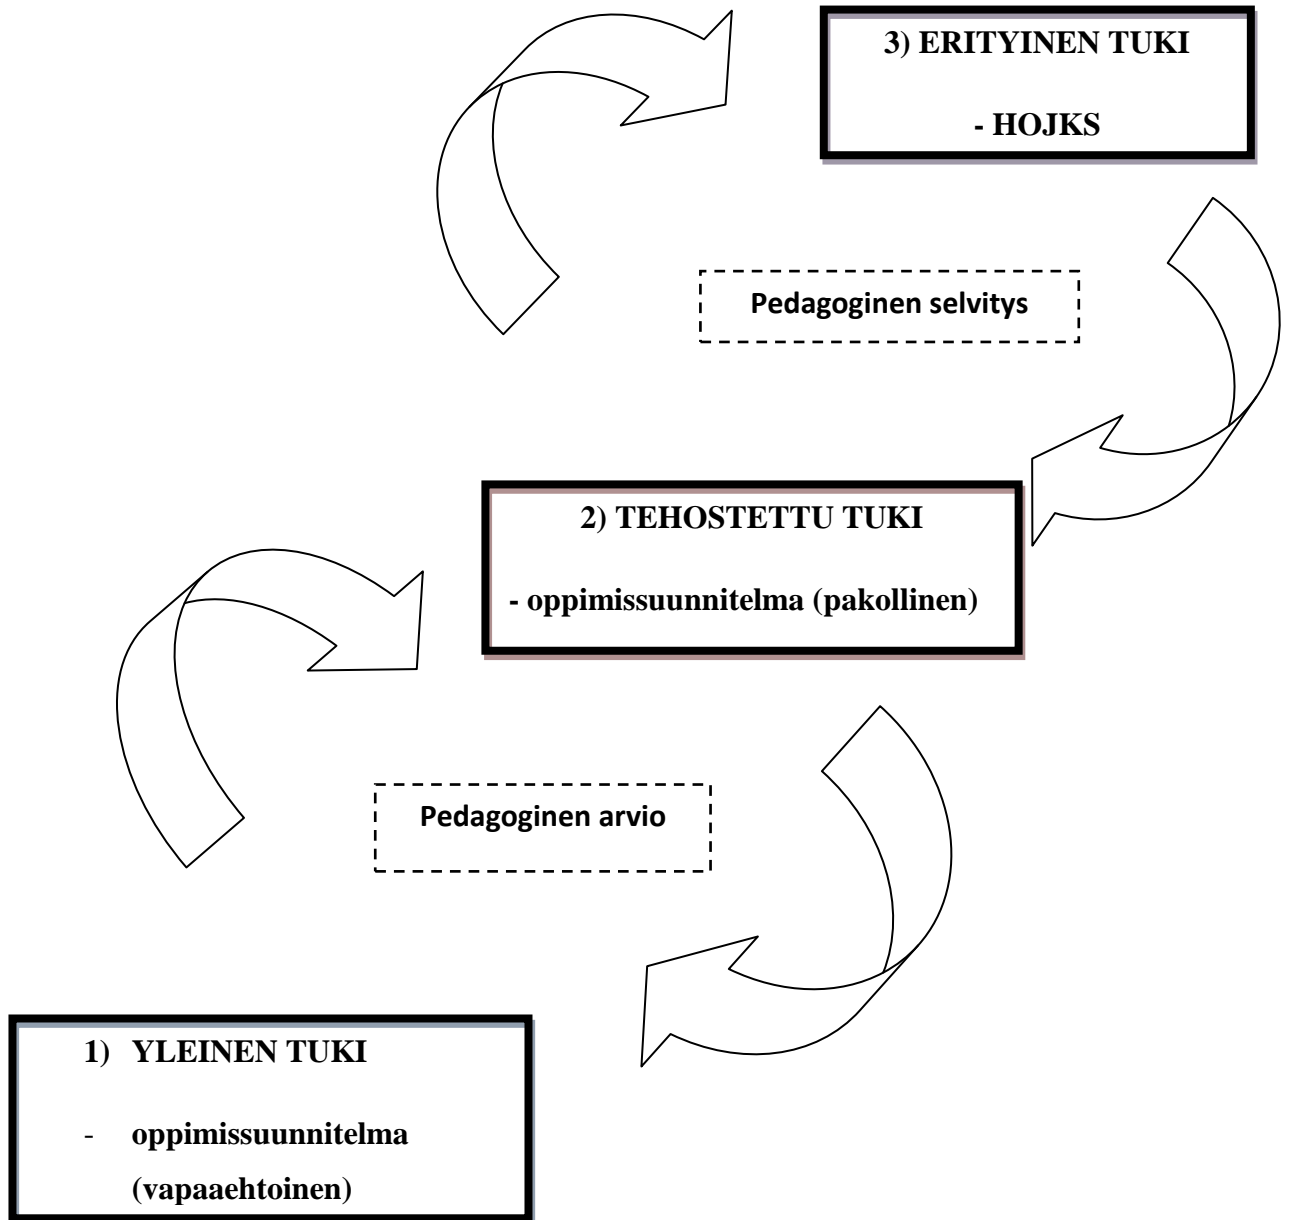 3) ERITYINEN TUKI
- HOJKS
Pedagoginen selvitys
2) TEHOSTETTU TUKI
- oppimissuunnitelma (pakollinen)
Pedagoginen arvio
1) YLEINEN TUKI
- oppimissuunnitelma
(vapaaehtoinen)